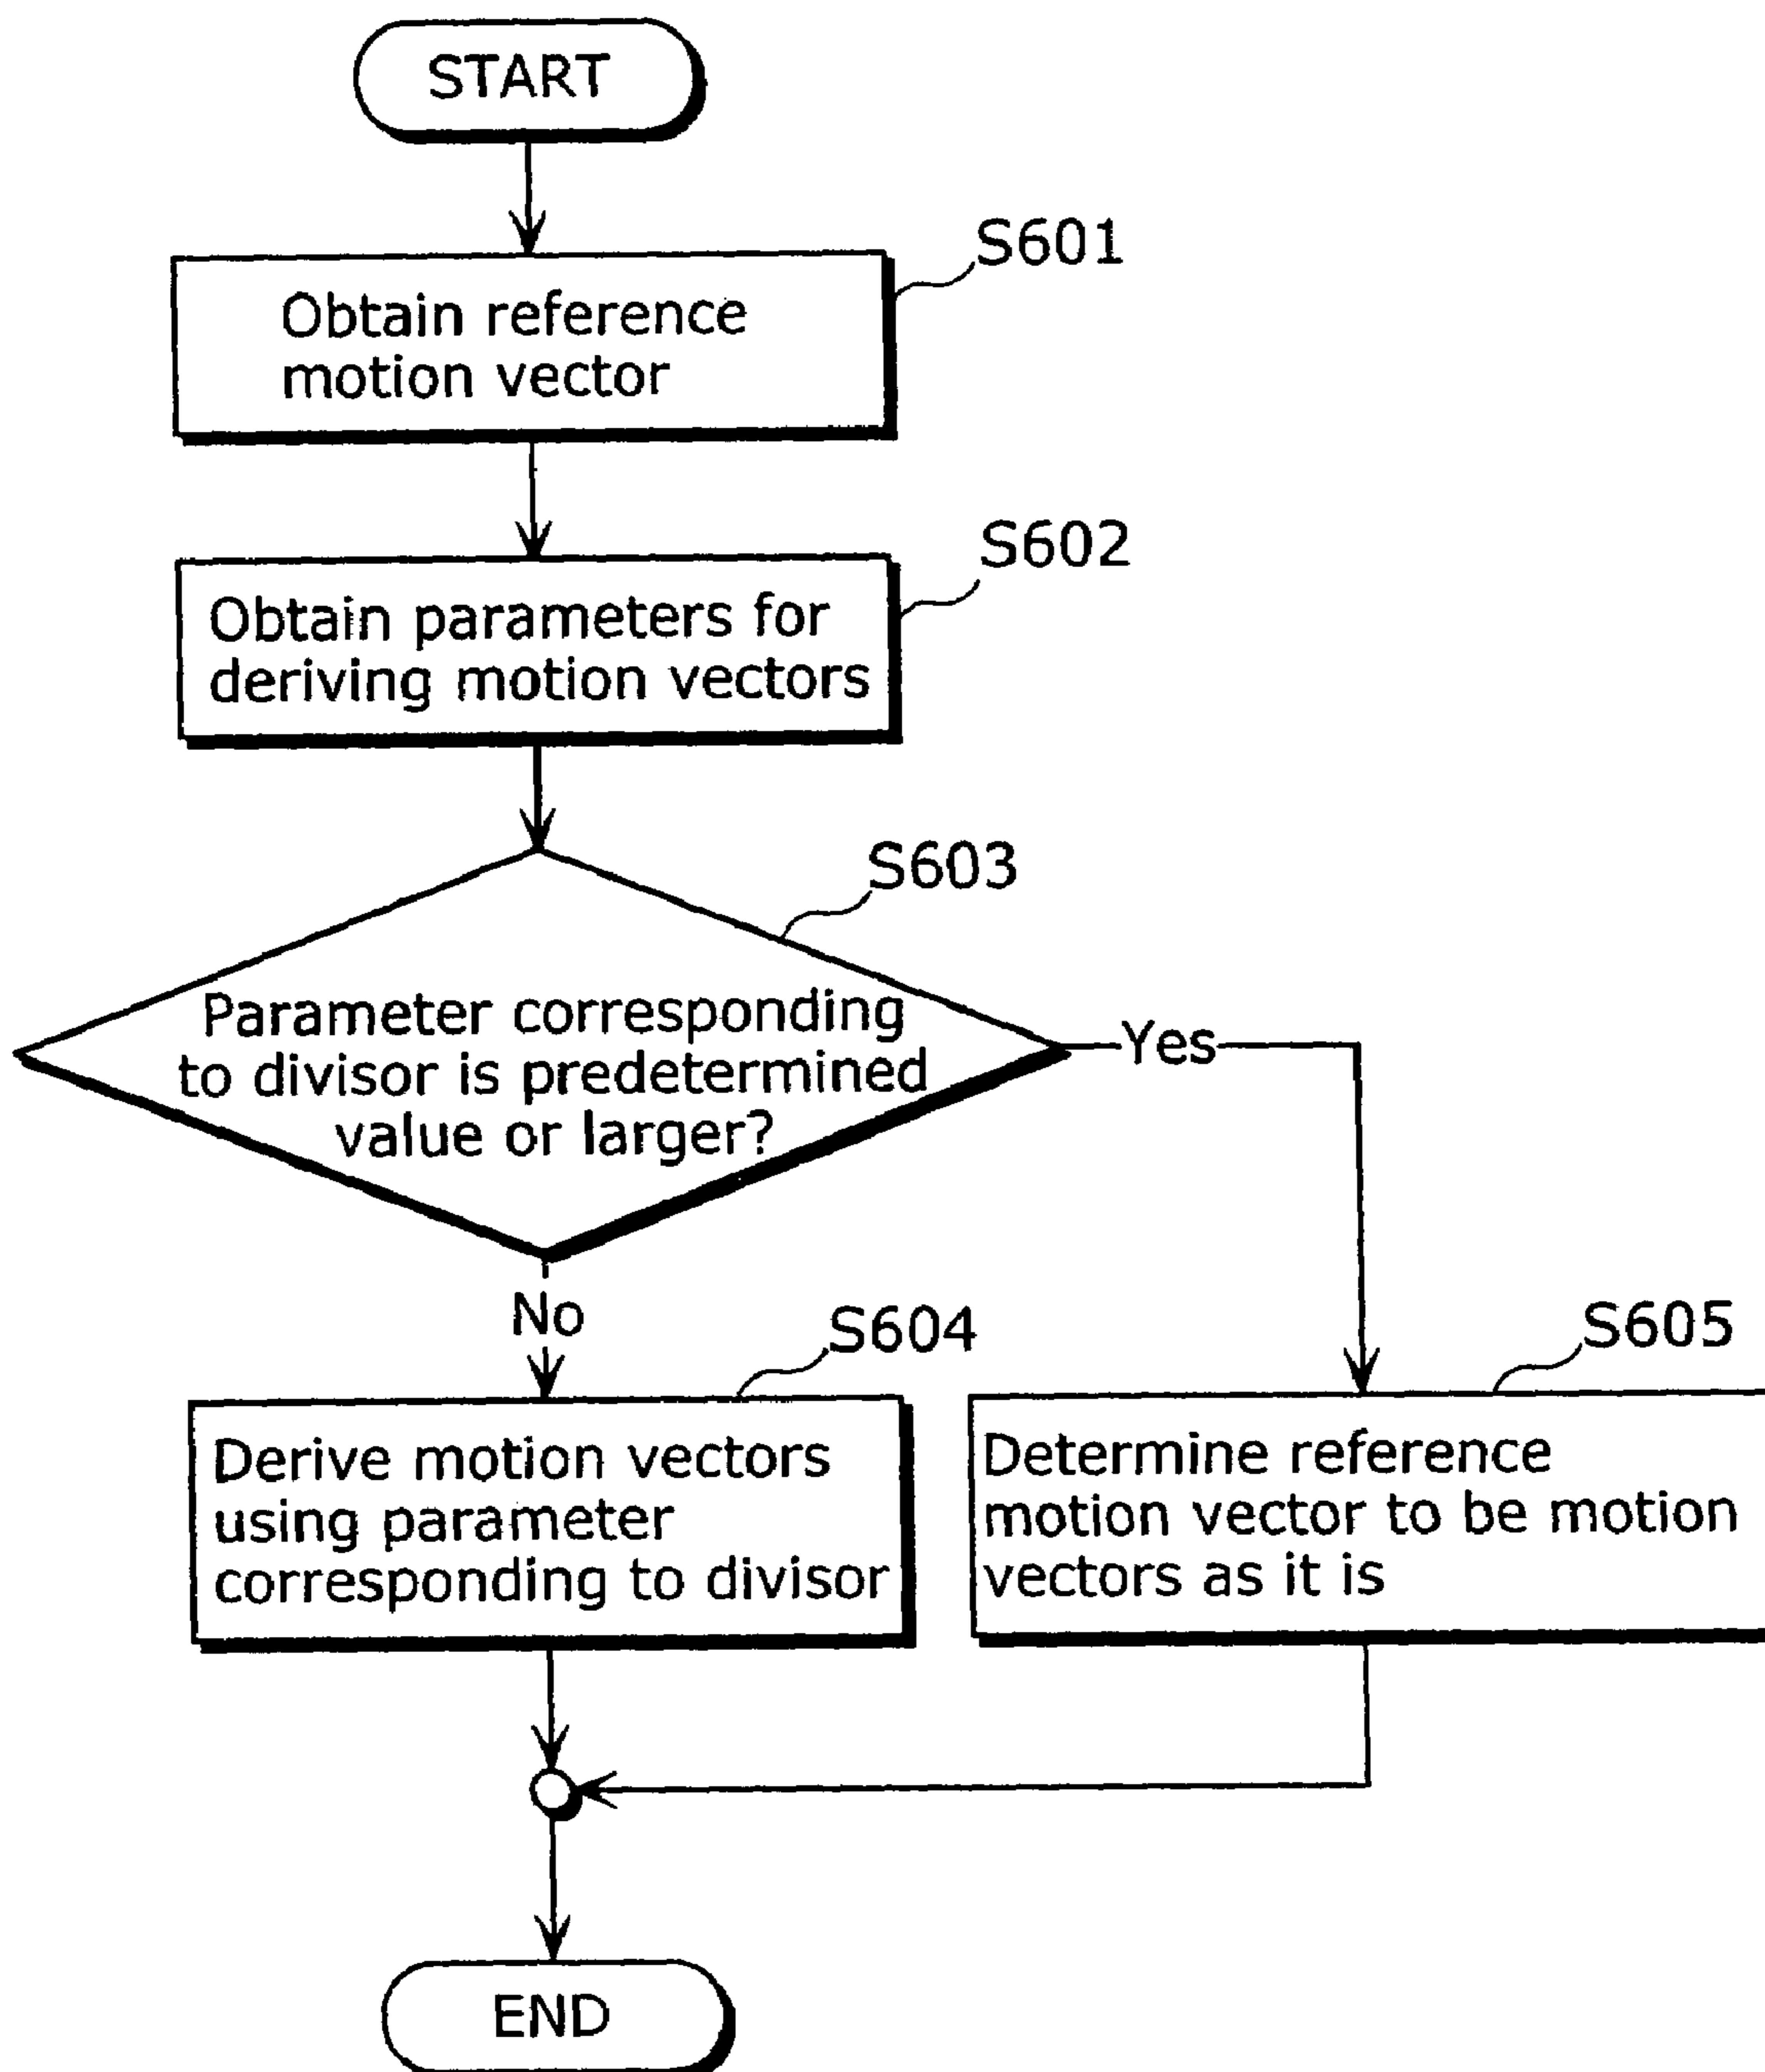 START
S601
Obtain reference
motion vector
S602
Obtain parameters for
deriving motion vectors
S603
Parameter corresponding
to divisor is predetermined
value or larger?
Yes
No
S604
Derive motion vectors
using parameter
corresponding to divisor
S605
Determine reference
motion vector to be motion
vectors as it is
END